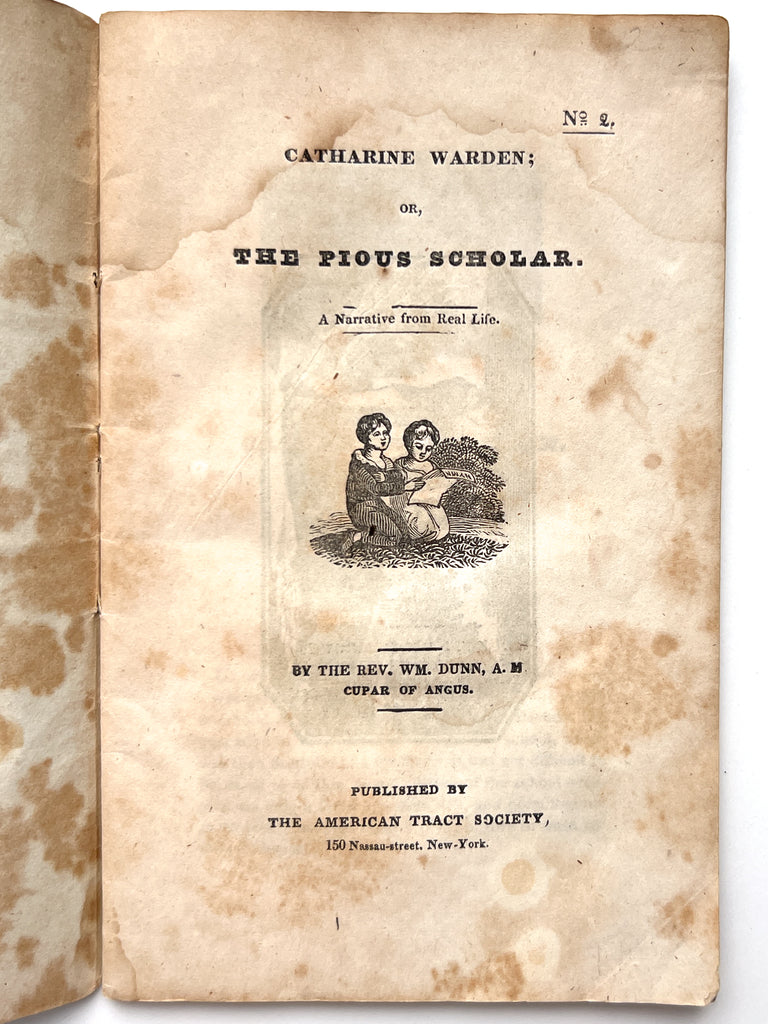 Nº 2.
CATHARINE WARDEN;
OR,
THE PIOUS SCHOLAR.
A Narrative from Real Life.
BY THE REV. WM. DUNN, A. M
CUPAR OF ANGUS.
PUBLISHED BY
THE AMERICAN TRACT SOCIETY,
150 Nassau-street, New-York.